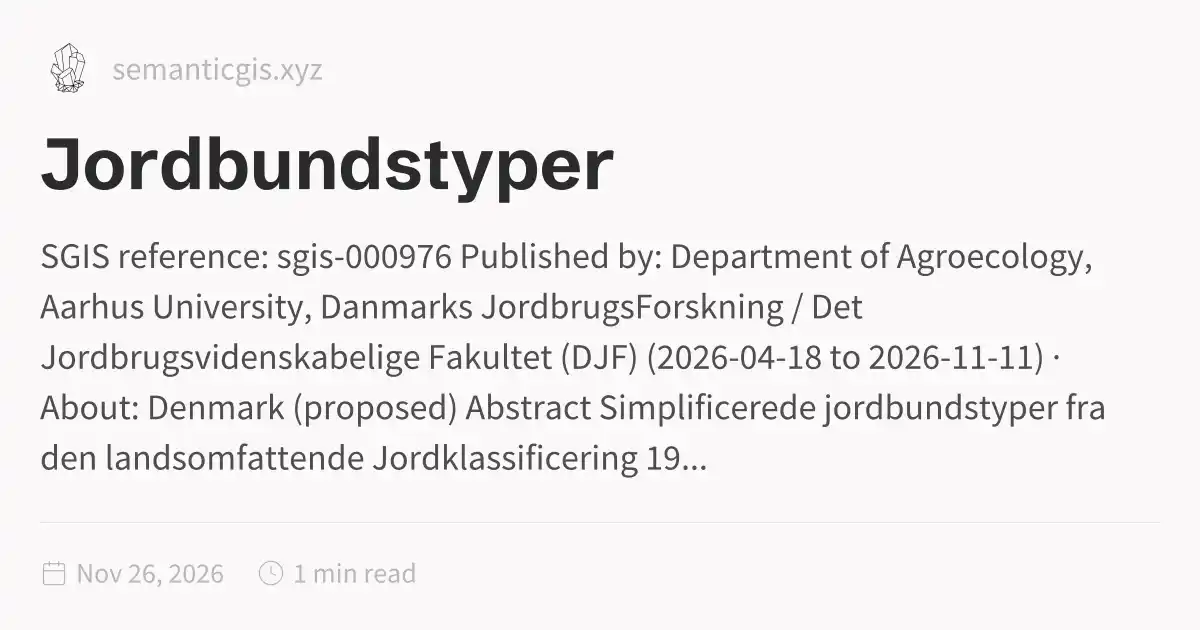 semanticgis.xyz
Jordbundstyper
SGIS reference: sgis-000976 Published by: Department of Agroecology,
Aarhus University, Danmarks JordbrugsForskning / Det
Jordbrugsvidenskabelige Fakultet (DJF) (2026-04-18 to 2026-11-11) ·
About: Denmark (proposed) Abstract Simplificerede jordbundstyper fra
den landsomfattende Jordklassificering 19...
Nov 26, 2026
1 min read